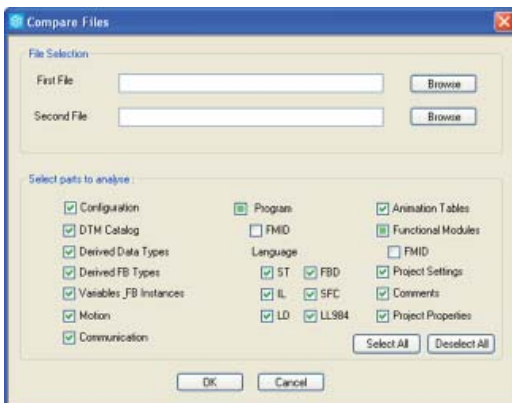 Compare Files
File Selection
First File
Browse
Second File
Browse
Select parts to analyse :
Configuration
DTM Catalog
Derived Data Types
Derived FB Types
Variables_FB Instances
Motion
Communication
Program
FMID
Language
ST FBD
IL SFC
LD LL984
Animation Tables
Functional Modules
FMID
Project Settings
Comments
Project Properties
Select All Deselect All
OK Cancel